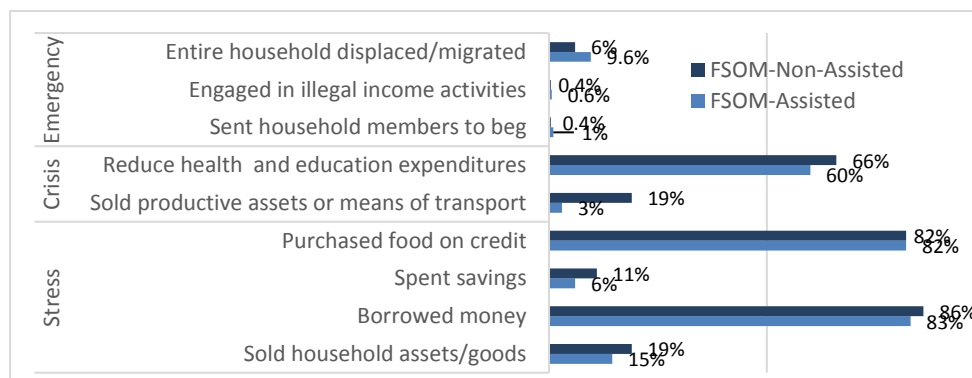 Emergency
Entire household displaced/migrated
6%
9.6%
Engaged in illegal income activities
0.4%
0.6%
Sent household members to beg
0.4%
1%
FSOM-Non-Assisted
FSOM-Assisted
Crisis
Reduce health and education expenditures
66%
60%
Sold productive assets or means of transport
19%
3%
Stress
Purchased food on credit
82%
82%
Spent savings
11%
6%
Borrowed money
86%
83%
Sold household assets/goods
19%
15%